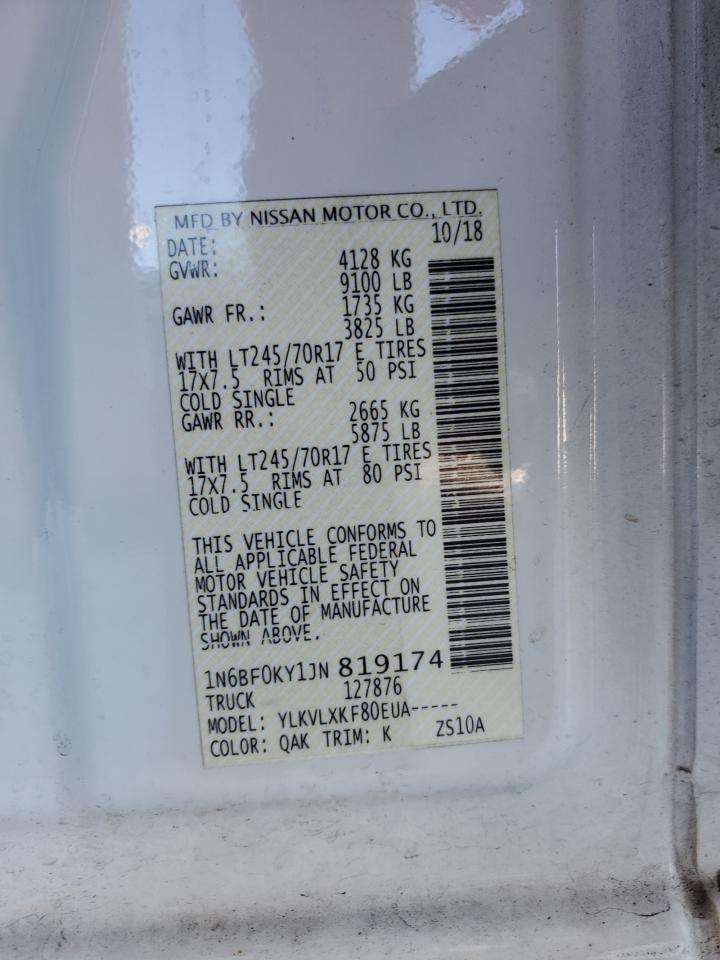 MFD BY NISSAN MOTOR CO., LTD.
DATE: 10/18
GVWR: 4128 KG
9100 LB
GAWR FR.: 1735 KG
3825 LB
WITH LT245/70R17 E TIRES
17X7.5 RIMS AT 50 PSI
COLD SINGLE
GAWR RR.: 2665 KG
5875 LB
WITH LT245/70R17 E TIRES
17X7.5 RIMS AT 80 PSI
COLD SINGLE
THIS VEHICLE CONFORMS TO
ALL APPLICABLE FEDERAL
MOTOR VEHICLE SAFETY
STANDARDS IN EFFECT ON
THE DATE OF MANUFACTURE
SHOWN ABOVE.
1N6BF0KY1JN 819174
TRUCK 127876
MODEL: YLKVLXKF80EUA-----
COLOR: QAK TRIM: K ZS10A